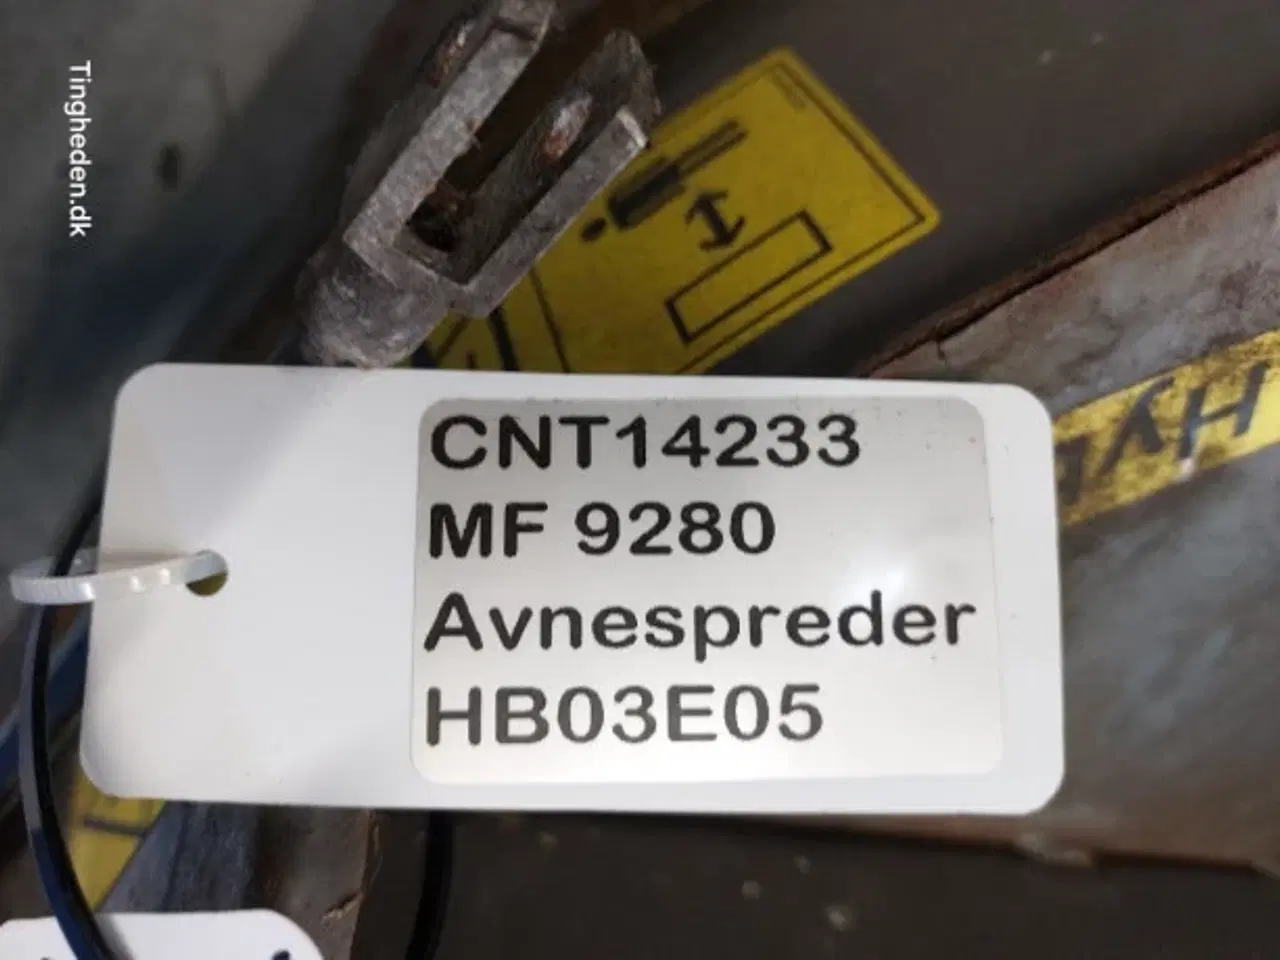 Tingheden.dk
CNT14233
MF 9280
Avnespreder
HB03E05